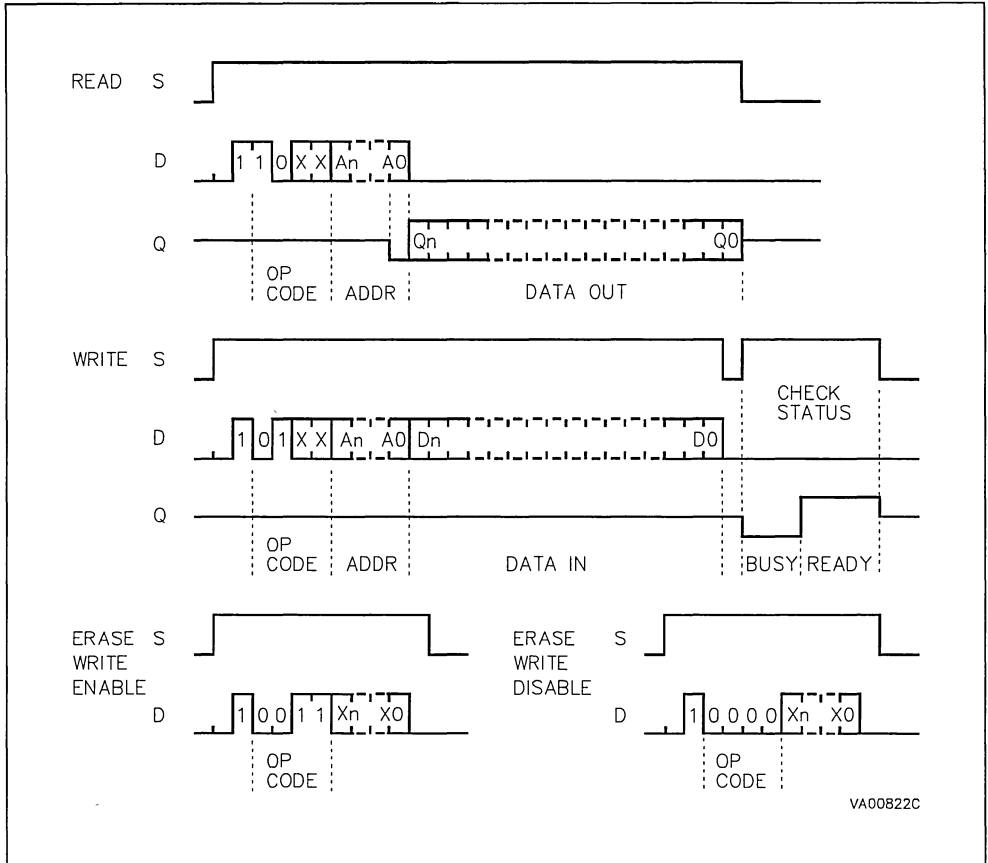 READ S
D 1 1 0 X X An A0
Q Qn Q0
OP CODE ADDR DATA OUT
WRITE S
CHECK STATUS
D 1 0 1 X X An A0 Dn D0
Q
OP CODE ADDR DATA IN BUSY READY
ERASE WRITE ENABLE S
D 1 0 0 1 1 Xn X0
OP CODE
ERASE WRITE DISABLE S
D 1 0 0 0 0 Xn X0
OP CODE
VA00822C